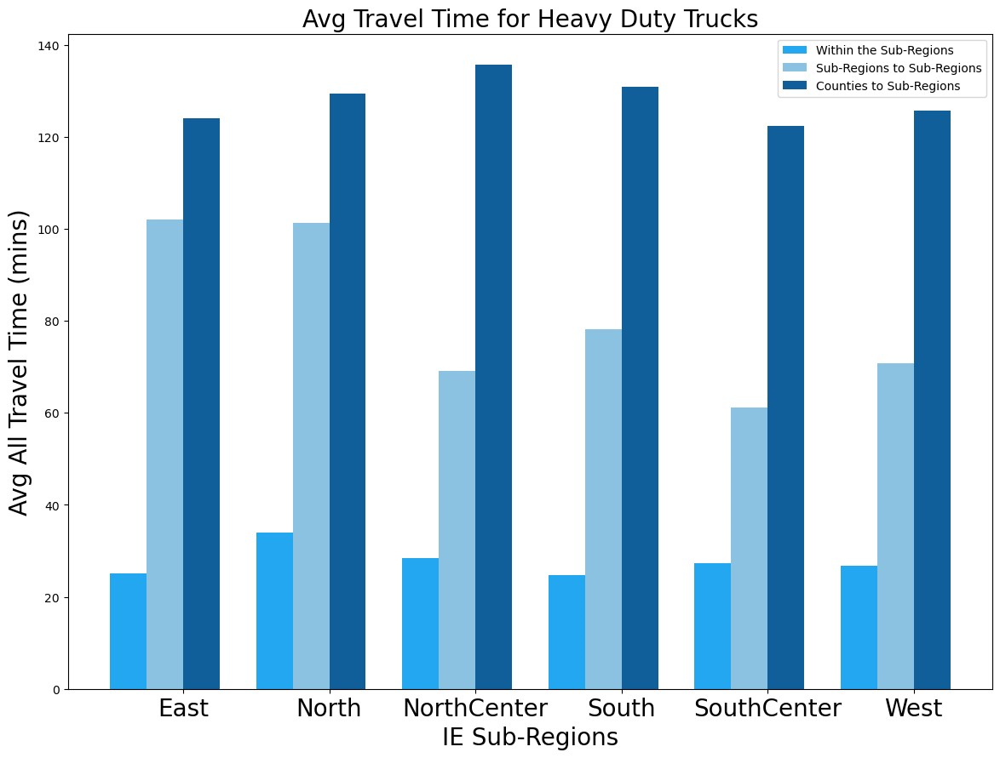 Avg Travel Time for Heavy Duty Trucks
Within the Sub-Regions
Sub-Regions to Sub-Regions
Counties to Sub-Regions
Avg All Travel Time (mins)
140
120
100
80
60
40
20
0
East North NorthCenter South SouthCenter West
IE Sub-Regions